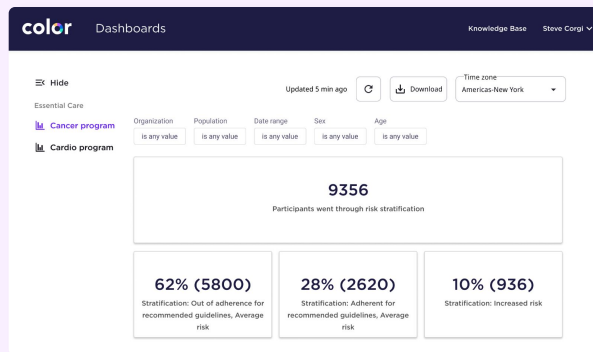 color Dashboards
Knowledge Base Steve Corgi
Hide
Updated 5 min ago
Download
Time zone
Americas-New York
Essential Care
Cancer program
Cardio program
Organization Population Date range Sex Age
is any value is any value is any value is any value is any value
9356
Participants went through risk stratification
62% (5800)
Stratification: Out of adherence for
recommended guidelines, Average
risk
28% (2620)
Stratification: Adherent for
recommended guidelines, Average
risk
10% (936)
Stratification: Increased risk